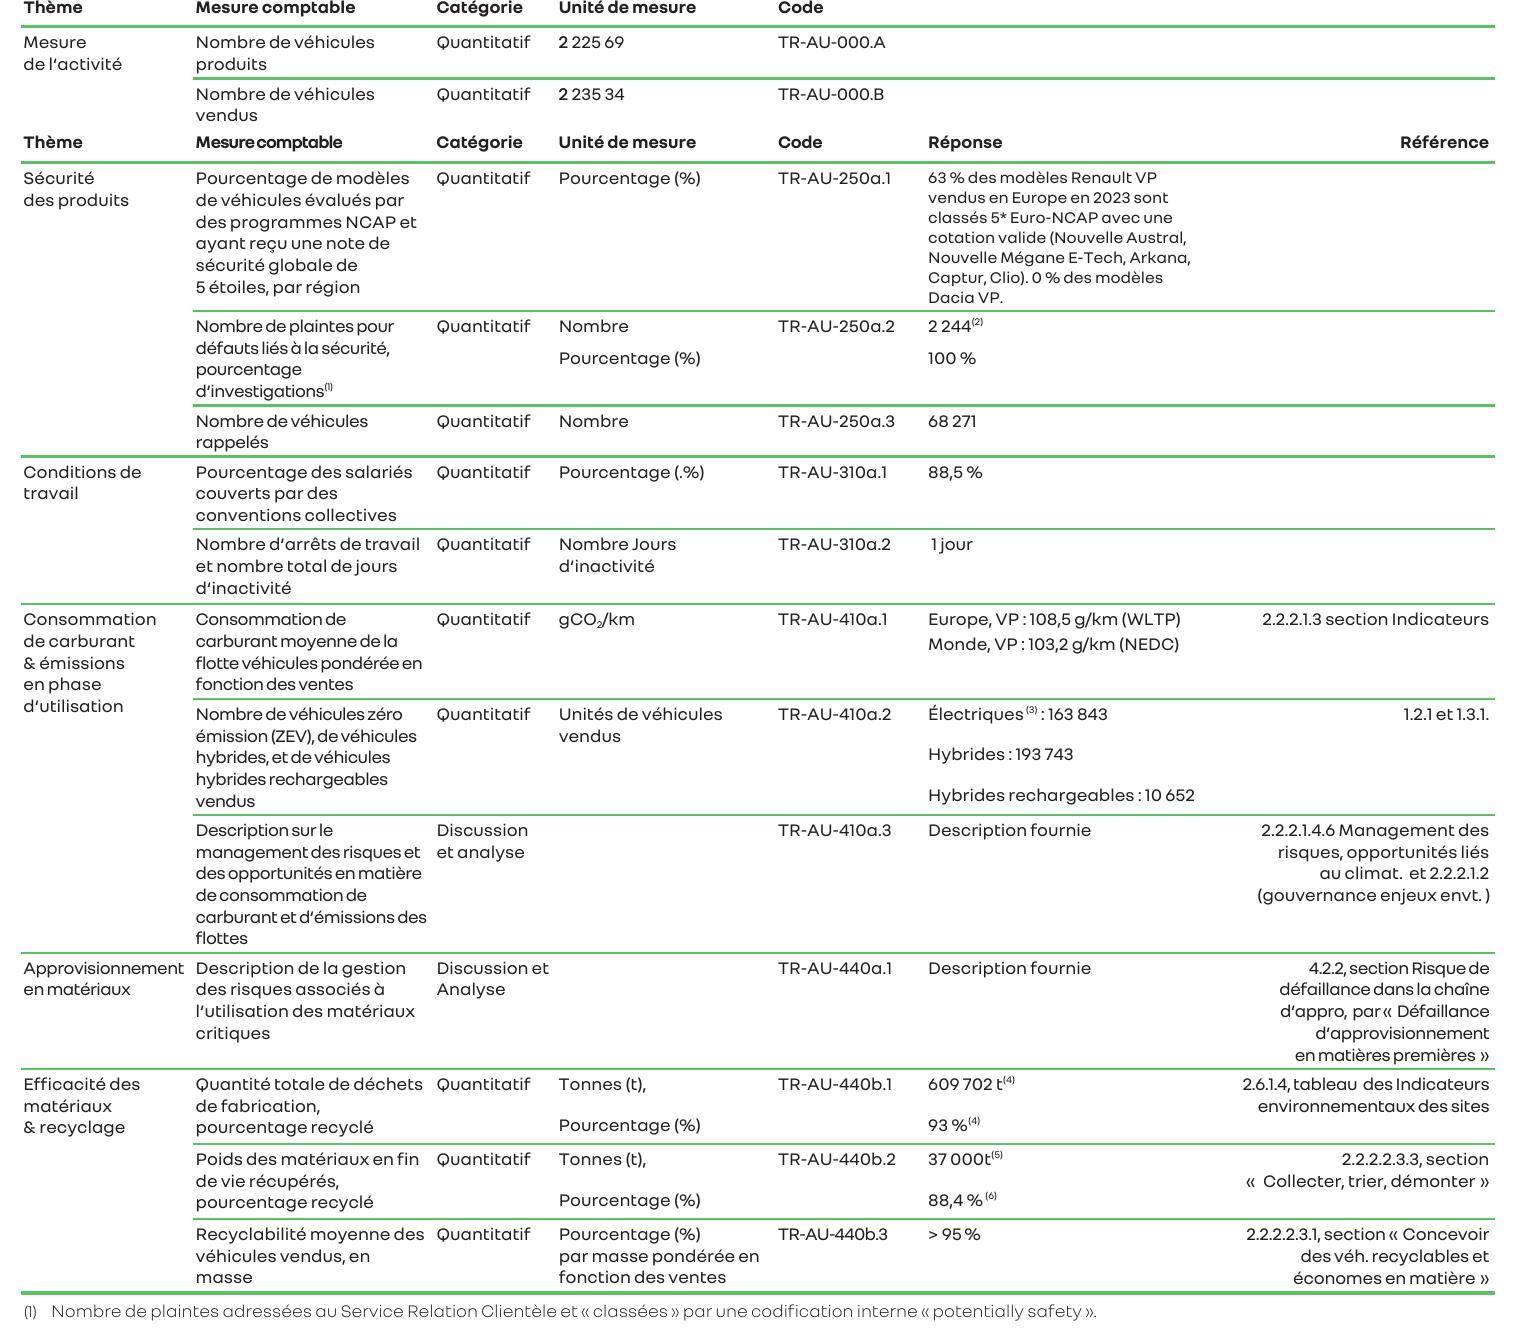 Thème Mesure comptable Catégorie Unité de mesure Code
Mesure
de l'activité
Nombre de véhicules
produits
Quantitatif
2 225 69
TR-AU-000.A
Nombre de véhicules
vendus
Quantitatif
2 235 34
TR-AU-000.B
Thème Mesure comptable Catégorie Unité de mesure Code Réponse Référence
Sécurité
des produits
Pourcentage de modèles
de véhicules évalués par
des programmes NCAP et
ayant reçu une note de
sécurité globale de
5 étoiles, par région
Quantitatif
Pourcentage (%)
TR-AU-250a.1
63 % des modèles Renault VP
vendus en Europe en 2023 sont
classés 5* Euro-NCAP avec une
cotation valide (Nouvelle Austral,
Nouvelle Mégane E-Tech, Arkana,
Captur, Clio). 0 % des modèles
Dacia VP.
Nombre de plaintes pour
défauts liés à la sécurité,
pourcentage
d'investigations(1)
Quantitatif
Nombre
Pourcentage (%)
TR-AU-250a.2
2 244(2)
100 %
Nombre de véhicules
rappelés
Quantitatif
Nombre
TR-AU-250a.3
68 271
Conditions de
travail
Pourcentage des salariés
couverts par des
conventions collectives
Quantitatif
Pourcentage (.%)
TR-AU-310a.1
88,5 %
Nombre d'arrêts de travail
et nombre total de jours
d'inactivité
Quantitatif
Nombre Jours
d'inactivité
TR-AU-310a.2
1 jour
Consommation
de carburant
& émissions
en phase
d'utilisation
Consommation de
carburant moyenne de la
flotte véhicules pondérée en
fonction des ventes
Quantitatif
gCO2/km
TR-AU-410a.1
Europe, VP : 108,5 g/km (WLTP)
Monde, VP : 103,2 g/km (NEDC)
2.2.2.1.3 section Indicateurs
Nombre de véhicules zéro
émission (ZEV), de véhicules
hybrides, et de véhicules
hybrides rechargeables
vendus
Quantitatif
Unités de véhicules
vendus
TR-AU-410a.2
Électriques (3) : 163 843
Hybrides : 193 743
Hybrides rechargeables : 10 652
1.2.1 et 1.3.1.
Description sur le
management des risques et
des opportunités en matière
de consommation de
carburant et d'émissions des
flottes
Discussion
et analyse
TR-AU-410a.3
Description fournie
2.2.2.1.4.6 Management des
risques, opportunités liés
au climat. et 2.2.2.1.2
(gouvernance enjeux envt. )
Approvisionnement
en matériaux
Description de la gestion
des risques associés à
l'utilisation des matériaux
critiques
Discussion et
Analyse
TR-AU-440a.1
Description fournie
4.2.2, section Risque de
défaillance dans la chaîne
d'appro, par « Défaillance
d'approvisionnement
en matières premières »
Efficacité des
matériaux
& recyclage
Quantité totale de déchets
de fabrication,
pourcentage recyclé
Quantitatif
Tonnes (t),
Pourcentage (%)
TR-AU-440b.1
609 702 t(4)
93 %(4)
2.6.1.4, tableau des Indicateurs
environnementaux des sites
Poids des matériaux en fin
de vie récupérés,
pourcentage recyclé
Quantitatif
Tonnes (t),
Pourcentage (%)
TR-AU-440b.2
37 000t(5)
88,4 % (6)
2.2.2.2.3.3, section
« Collecter, trier, démonter »
Recyclabilité moyenne des
véhicules vendus, en
masse
Quantitatif
Pourcentage (%)
par masse pondérée en
fonction des ventes
TR-AU-440b.3
> 95 %
2.2.2.2.3.1, section « Concevoir
des véh. recyclables et
économes en matière »
(1) Nombre de plaintes adressées au Service Relation Clientèle et « classées » par une codification interne « potentially safety ».